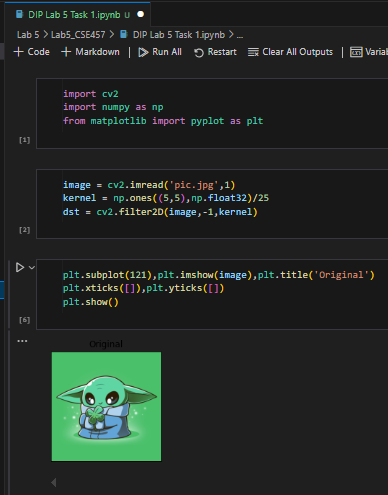 DIP Lab 5 Task 1.ipynb U
Lab 5 > Lab5_CSE457 > DIP Lab 5 Task 1.ipynb > ...
+ Code + Markdown Run All Restart Clear All Outputs Variab
import cv2
import numpy as np
from matplotlib import pyplot as plt
[1]
image = cv2.imread('pic.jpg',1)
kernel = np.ones((5,5),np.float32)/25
dst = cv2.filter2D(image,-1,kernel)
[2]
plt.subplot(121),plt.imshow(image),plt.title('Original')
plt.xticks([]),plt.yticks([])
plt.show()
[6]
...
Original